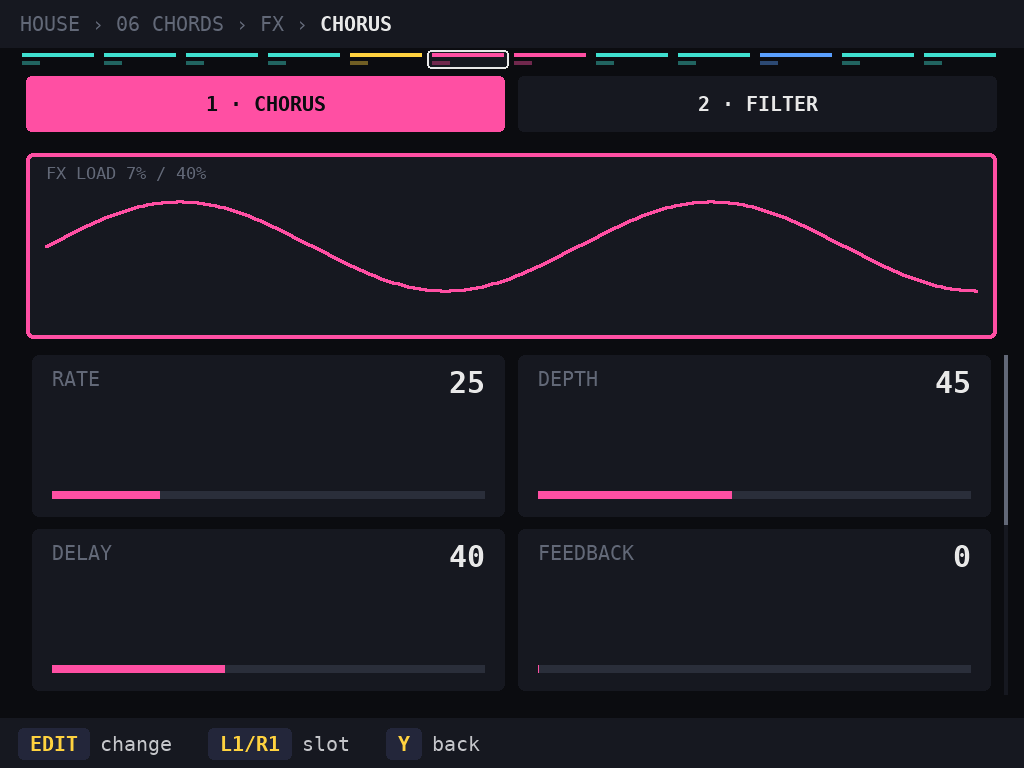 HOUSE › 06 CHORDS › FX › CHORUS
1 · CHORUS
2 · FILTER
FX LOAD 7% / 40%
RATE 25
DEPTH 45
DELAY 40
FEEDBACK 0
EDIT change L1/R1 slot Y back